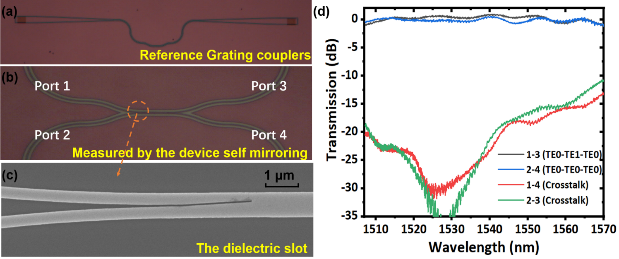 (a)
Reference Grating couplers
(b)
Port 1
Port 3
Port 2
Port 4
Measured by the device self mirroring
(c)
1 μm
The dielectric slot
(d)
Transmission (dB)
0
-5
-10
-15
-20
-25
-30
-35
1-3 (TE0-TE1-TE0)
2-4 (TE0-TE0-TE0)
1-4 (Crosstalk)
2-3 (Crosstalk)
1510 1520 1530 1540 1550 1560 1570
Wavelength (nm)